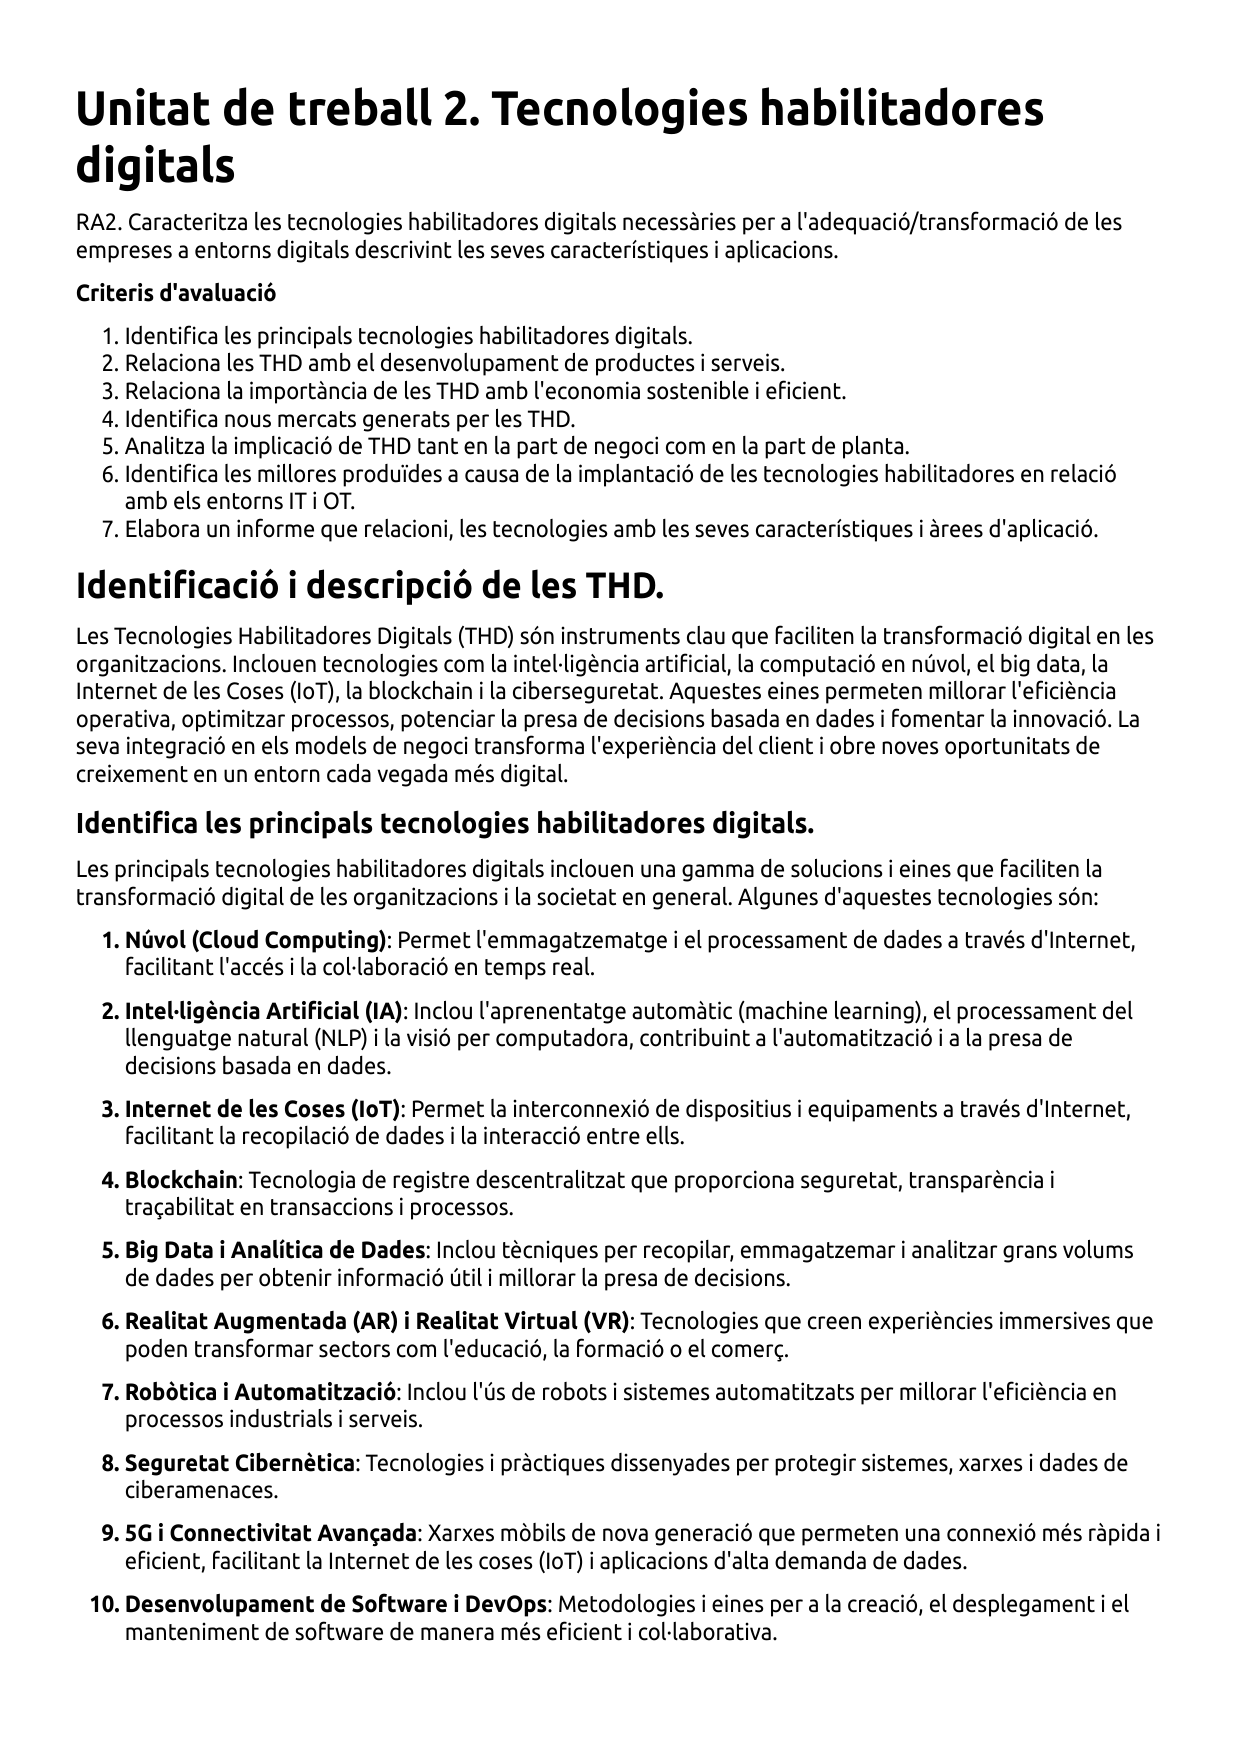 Unitat de treball 2. Tecnologies habilitadores
digitals
RA2. Caracteritza les tecnologies habilitadores digitals necessàries per a l'adequació/transformació de les
empreses a entorns digitals descrivint les seves característiques i aplicacions.
Criteris d'avaluació
1. Identifica les principals tecnologies habilitadores digitals.
2. Relaciona les THD amb el desenvolupament de productes i serveis.
3. Relaciona la importància de les THD amb l'economia sostenible i eficient.
4. Identifica nous mercats generats per les THD.
5. Analitza la implicació de THD tant en la part de negoci com en la part de planta.
6. Identifica les millores produïdes a causa de la implantació de les tecnologies habilitadores en relació
amb els entorns IT i OT.
7. Elabora un informe que relacioni, les tecnologies amb les seves característiques i àrees d'aplicació.
Identificació i descripció de les THD.
Les Tecnologies Habilitadores Digitals (THD) són instruments clau que faciliten la transformació digital en les
organitzacions. Inclouen tecnologies com la intel·ligència artificial, la computació en núvol, el big data, la
Internet de les Coses (IoT), la blockchain i la ciberseguretat. Aquestes eines permeten millorar l'eficiència
operativa, optimitzar processos, potenciar la presa de decisions basada en dades i fomentar la innovació. La
seva integració en els models de negoci transforma l'experiència del client i obre noves oportunitats de
creixement en un entorn cada vegada més digital.
Identifica les principals tecnologies habilitadores digitals.
Les principals tecnologies habilitadores digitals inclouen una gamma de solucions i eines que faciliten la
transformació digital de les organitzacions i la societat en general. Algunes d'aquestes tecnologies són:
1. Núvol (Cloud Computing): Permet l'emmagatzematge i el processament de dades a través d'Internet,
facilitant l'accés i la col·laboració en temps real.
2. Intel·ligència Artificial (IA): Inclou l'aprenentatge automàtic (machine learning), el processament del
llenguatge natural (NLP) i la visió per computadora, contribuint a l'automatització i a la presa de
decisions basada en dades.
3. Internet de les Coses (IoT): Permet la interconnexió de dispositius i equipaments a través d'Internet,
facilitant la recopilació de dades i la interacció entre ells.
4. Blockchain: Tecnologia de registre descentralitzat que proporciona seguretat, transparència i
traçabilitat en transaccions i processos.
5. Big Data i Analítica de Dades: Inclou tècniques per recopilar, emmagatzemar i analitzar grans volums
de dades per obtenir informació útil i millorar la presa de decisions.
6. Realitat Augmentada (AR) i Realitat Virtual (VR): Tecnologies que creen experiències immersives que
poden transformar sectors com l'educació, la formació o el comerç.
7. Robòtica i Automatització: Inclou l'ús de robots i sistemes automatitzats per millorar l'eficiència en
processos industrials i serveis.
8. Seguretat Cibernètica: Tecnologies i pràctiques dissenyades per protegir sistemes, xarxes i dades de
ciberamenaces.
9. 5G i Connectivitat Avançada: Xarxes mòbils de nova generació que permeten una connexió més ràpida i
eficient, facilitant la Internet de les coses (IoT) i aplicacions d'alta demanda de dades.
10. Desenvolupament de Software i DevOps: Metodologies i eines per a la creació, el desplegament i el
manteniment de software de manera més eficient i col·laborativa.